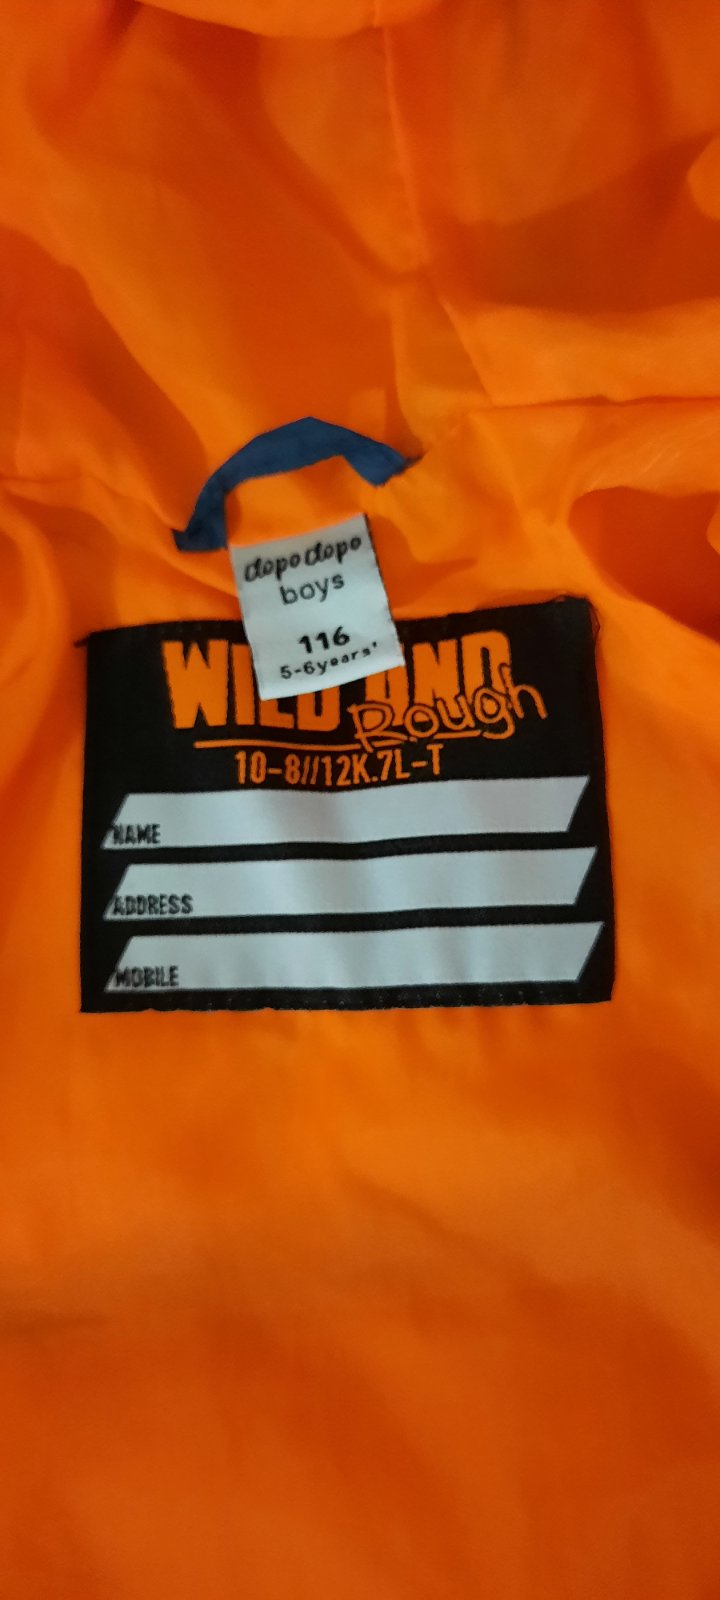 dopodopo
boys
116
5-6years'
WILD AND
Rough
10-8//12K.7L-T
NAME
ADDRESS
MOBILE